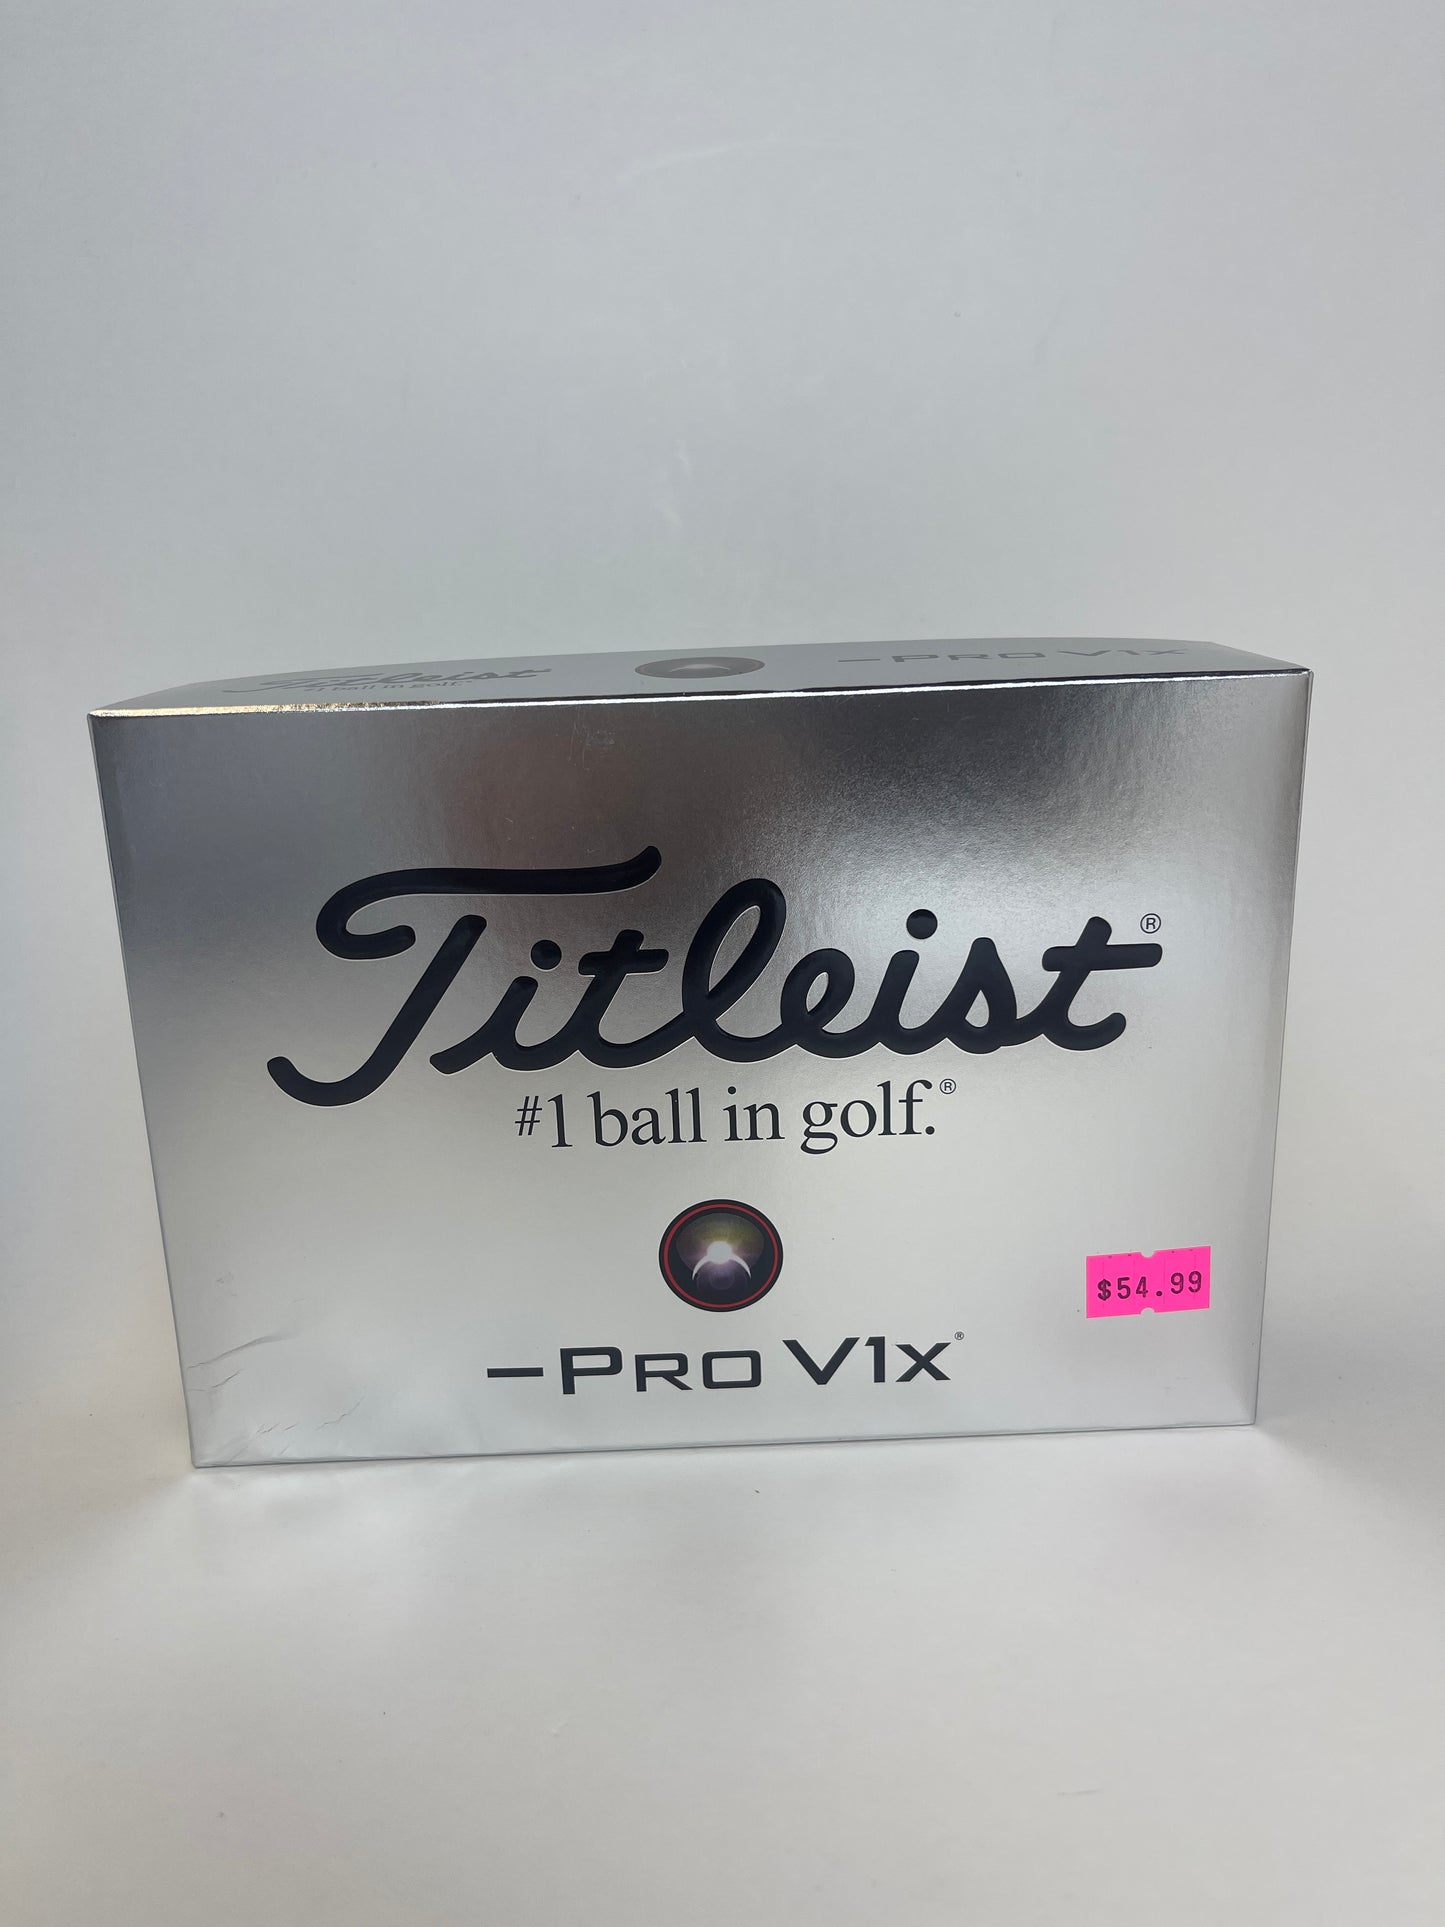 Titleist
#1 ball in golf.
–PRO V1x
Titleist®
#1 ball in golf.®
–PRO V1x®
$54.99